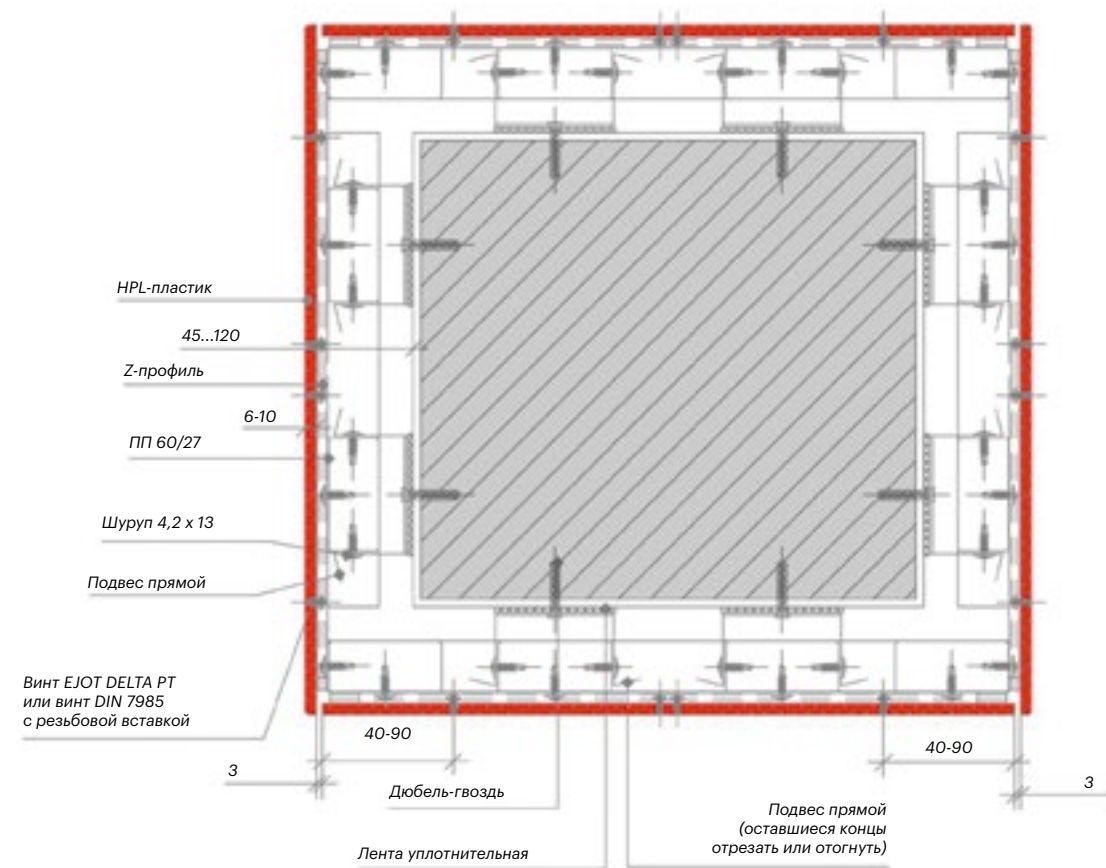 HPL-пластик
45...120
Z-профиль
6-10
ПП 60/27
Шуруп 4,2 x 13
Подвес прямой
Винт EJOT DELTA PT
или винт DIN 7985
с резьбовой вставкой
40-90
40-90
3
3
Дюбель-гвоздь
Подвес прямой
(оставшиеся концы
отрезать или отогнуть)
Лента уплотнительная